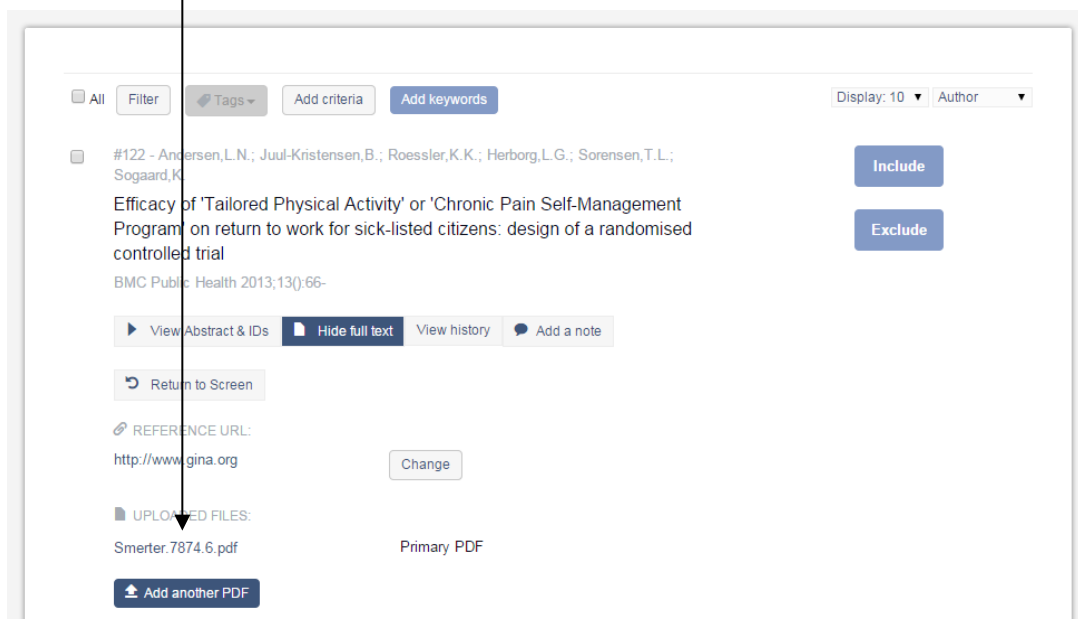 All Filter Tags Add criteria Add keywords Display: 10 Author
#122 - Andersen,L.N.; Juul-Kristensen,B.; Roessler,K.K.; Herborg,L.G.; Sorensen,T.L.;
Sogaard,K.
Include
Efficacy of 'Tailored Physical Activity' or 'Chronic Pain Self-Management
Program' on return to work for sick-listed citizens: design of a randomised
controlled trial
Exclude
BMC Public Health 2013;13():66-
View Abstract & IDs Hide full text View history Add a note
Return to Screen
REFERENCE URL:
http://www.gina.org Change
UPLOADED FILES:
Smerter.7874.6.pdf Primary PDF
Add another PDF